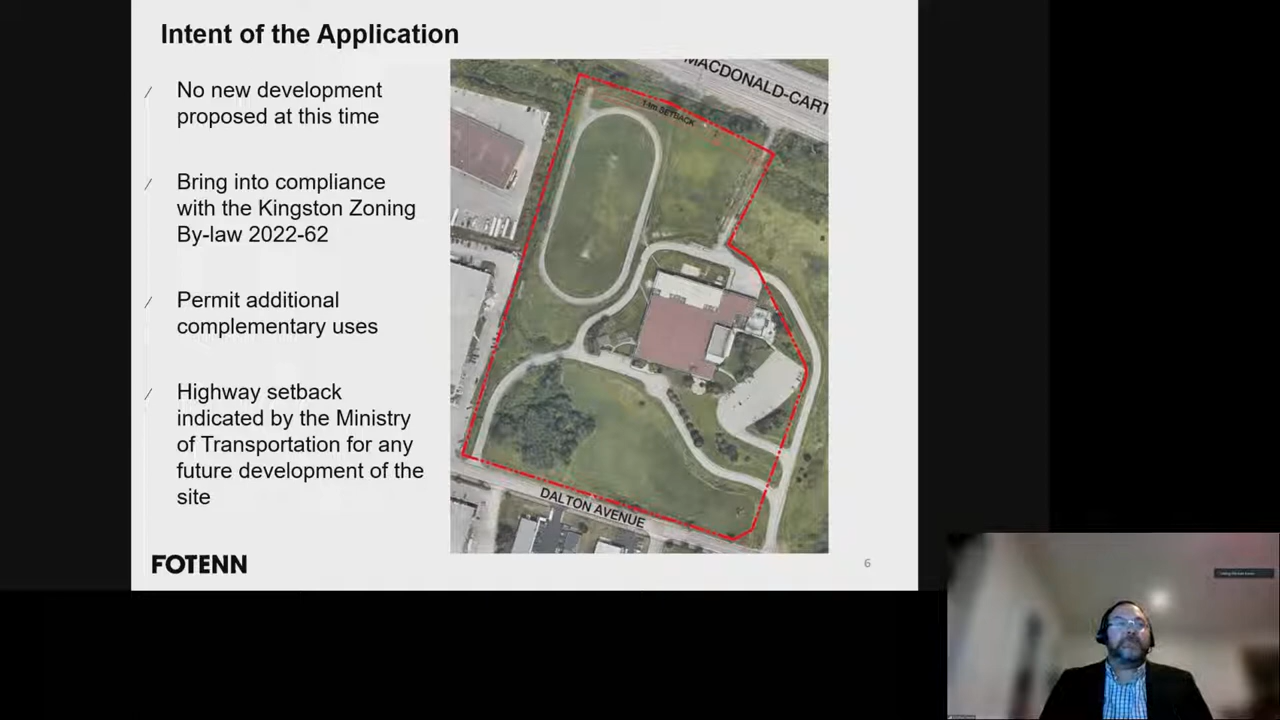 Intent of the Application
No new development
proposed at this time
Bring into compliance
with the Kingston Zoning
By-law 2022-62
Permit additional
complementary uses
Highway setback
indicated by the Ministry
of Transportation for any
future development of the
site
MACDONALD-CART
14m SETBACK
DALTON AVENUE
FOTENN
6